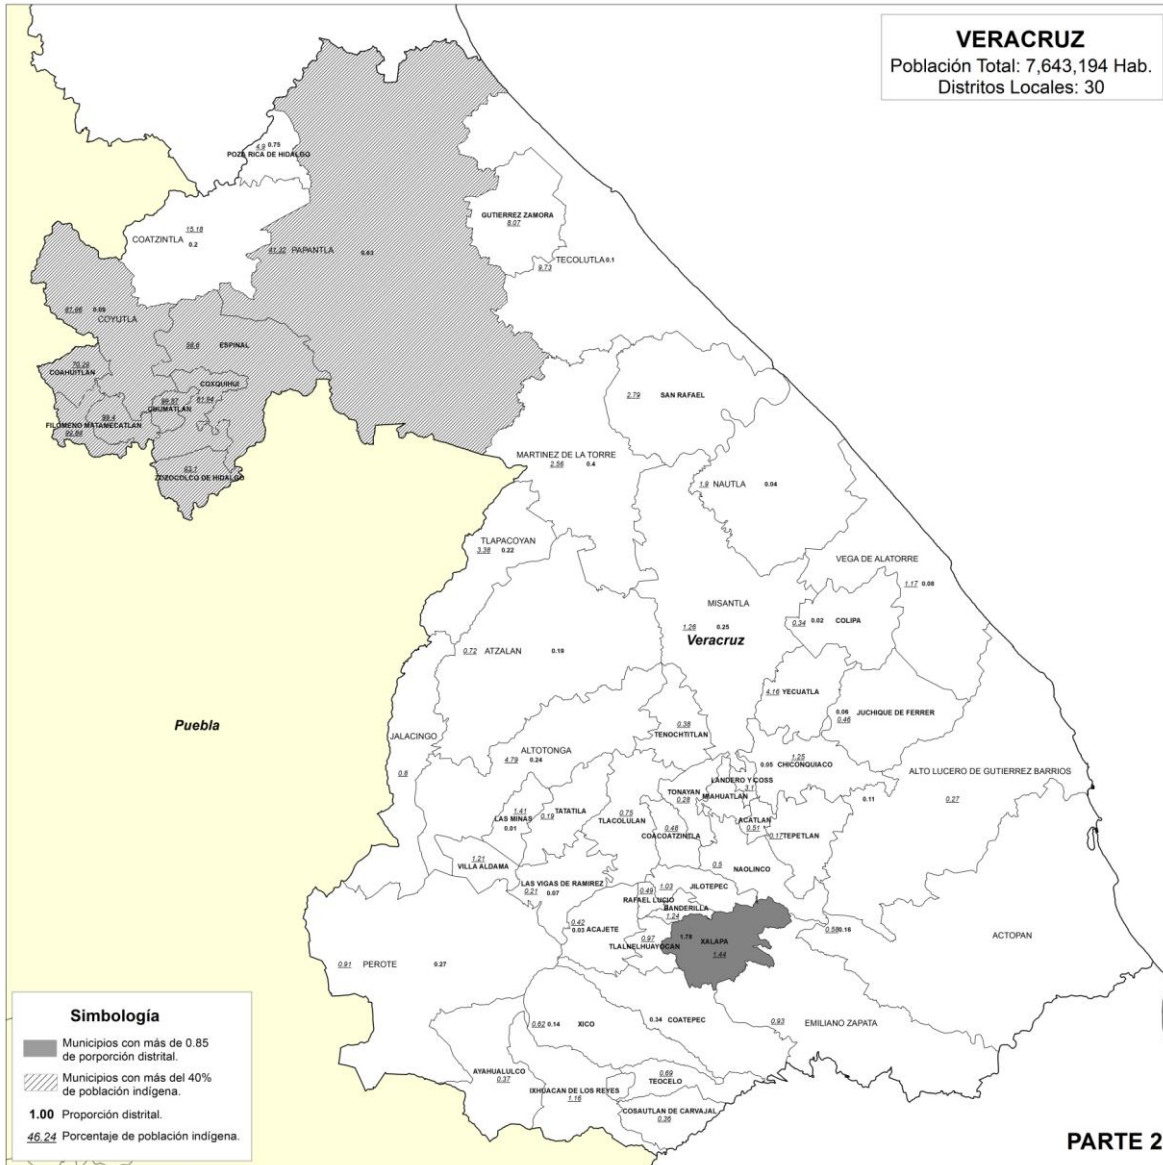 VERACRUZ
Población Total: 7,643,194 Hab.
Distritos Locales: 30
4.9 0.75
POZA RICA DE HIDALGO
15.18
COATZINTLA
0.2
41.22 PAPANTLA
0.63
GUTIERREZ ZAMORA
8.07
TECOLUTLA 0.1
9.73
61.66 0.09
COYUTLA
38.6 ESPINAL
70.29
COAHUITLAN
COXQUIHUI
99.57 81.94
CHUMATLAN
99.4
FILOMENO MATA MECATLAN
ZOZOCOLCO DE HIDALGO
2.79 SAN RAFAEL
MARTINEZ DE LA TORRE
2.56 0.4
1.9 NAUTLA 0.04
TLAPACOYAN
3.38 0.22
VEGA DE ALATORRE
1.17 0.08
MISANTLA
1.26 0.25
Veracruz
0.34 0.02 COLIPA
0.72 ATZALAN 0.19
4.16 YECUATLA
0.06 JUCHIQUE DE FERRER
0.46
Puebla
JALACINGO
0.8
0.38
TENOCHTITLAN
ALTOTONGA
4.79 0.24
1.25
0.05 CHICONQUIACO
ALTO LUCERO DE GUTIERREZ BARRIOS
0.11 0.27
LANDERO Y COSS
3.1
TONAYAN
0.28
MIAHUATLAN
1.41
LAS MINAS
0.01
TATATILA
0.19
0.75
TLACOLULAN
0.48
COACOATZINTLA
ACATLAN
0.51
0.17 TEPETLAN
1.21
VILLA ALDAMA
0.5
NAOLINCO
LAS VIGAS DE RAMIREZ
0.21 0.07
0.49 1.03 JILOTEPEC
RAFAEL LUCIO
BANDERILLA
1.24
0.42
0.03 ACAJETE
0.97
TLALNELHUAYOCAN
1.78 XALAPA
1.44
0.58 0.16
ACTOPAN
0.91 PEROTE 0.27
0.62 0.14 XICO
0.34 COATEPEC
0.93
EMILIANO ZAPATA
AYAHUALULCO
0.37
IXHUACAN DE LOS REYES
1.16
0.69
TEOCELO
COSAUTLAN DE CARVAJAL
0.36
Simbología
Municipios con más de 0.85
de porporción distrital.
Municipios con más del 40%
de población indígena.
1.00 Proporción distrital.
46.24 Porcentaje de población indígena.
PARTE 2